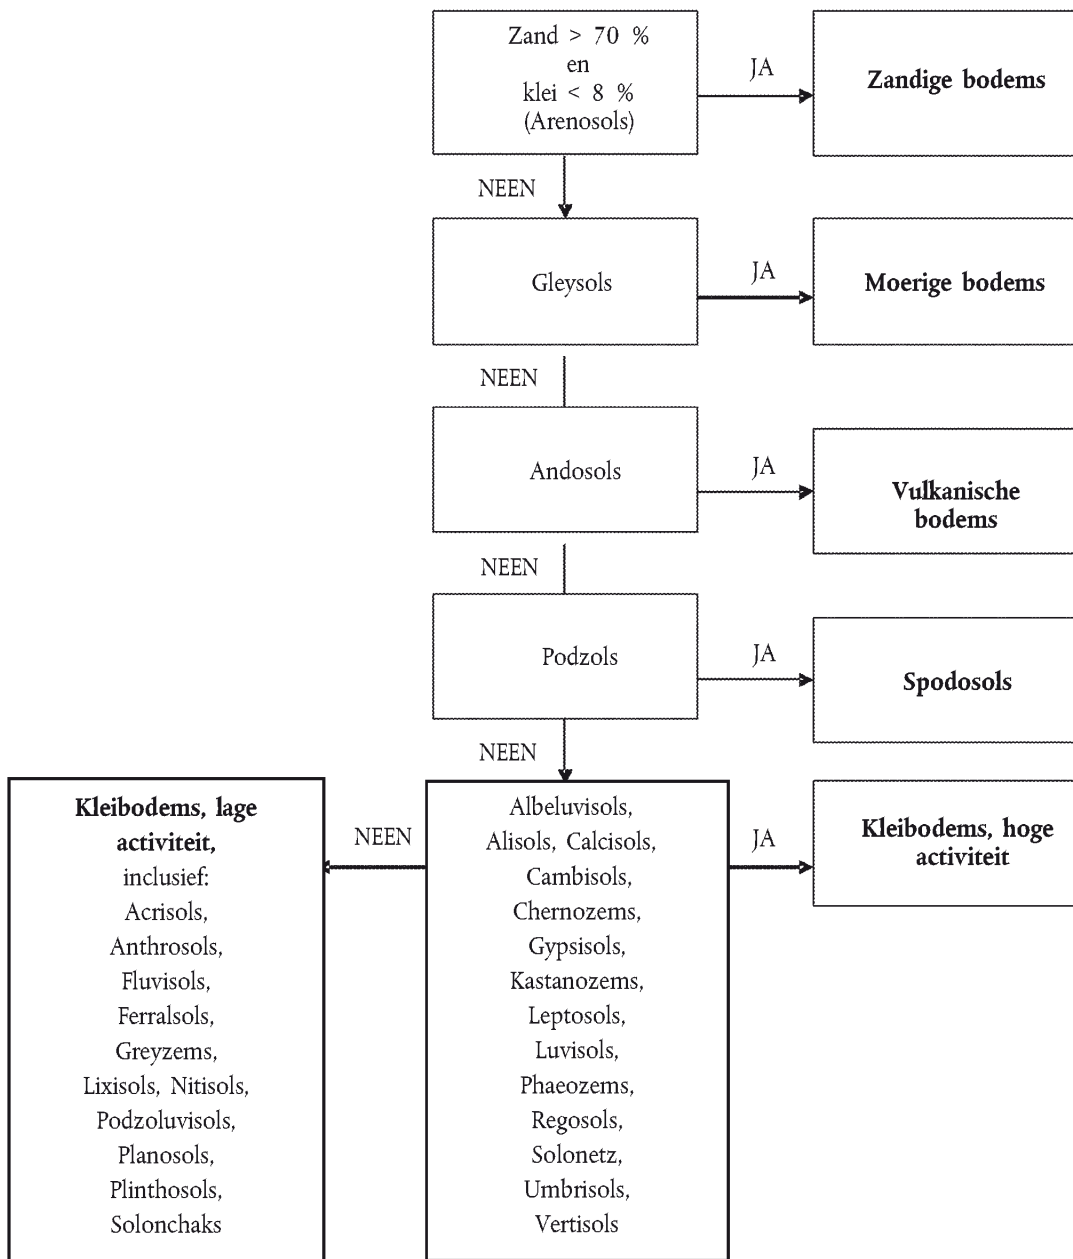 Zand > 70 %
en
klei < 8 %
(Arenosols)
JA
Zandige bodems
NEEN
Gleysols
JA
Moerige bodems
NEEN
Andosols
JA
Vulkanische
bodems
NEEN
Podzols
JA
Spodosols
NEEN
Kleibodems, lage
activiteit,
inclusief:
Acrisols,
Anthrosols,
Fluvisols,
Ferralsols,
Greyzems,
Lixisols, Nitisols,
Podzoluvisols,
Planosols,
Plinthosols,
Solonchaks
NEEN
Albeluvisols,
Alisols, Calcisols,
Cambisols,
Chernozems,
Gypsisols,
Kastanozems,
Leptosols,
Luvisols,
Phaeozems,
Regosols,
Solonetz,
Umbrisols,
Vertisols
JA
Kleibodems, hoge
activiteit